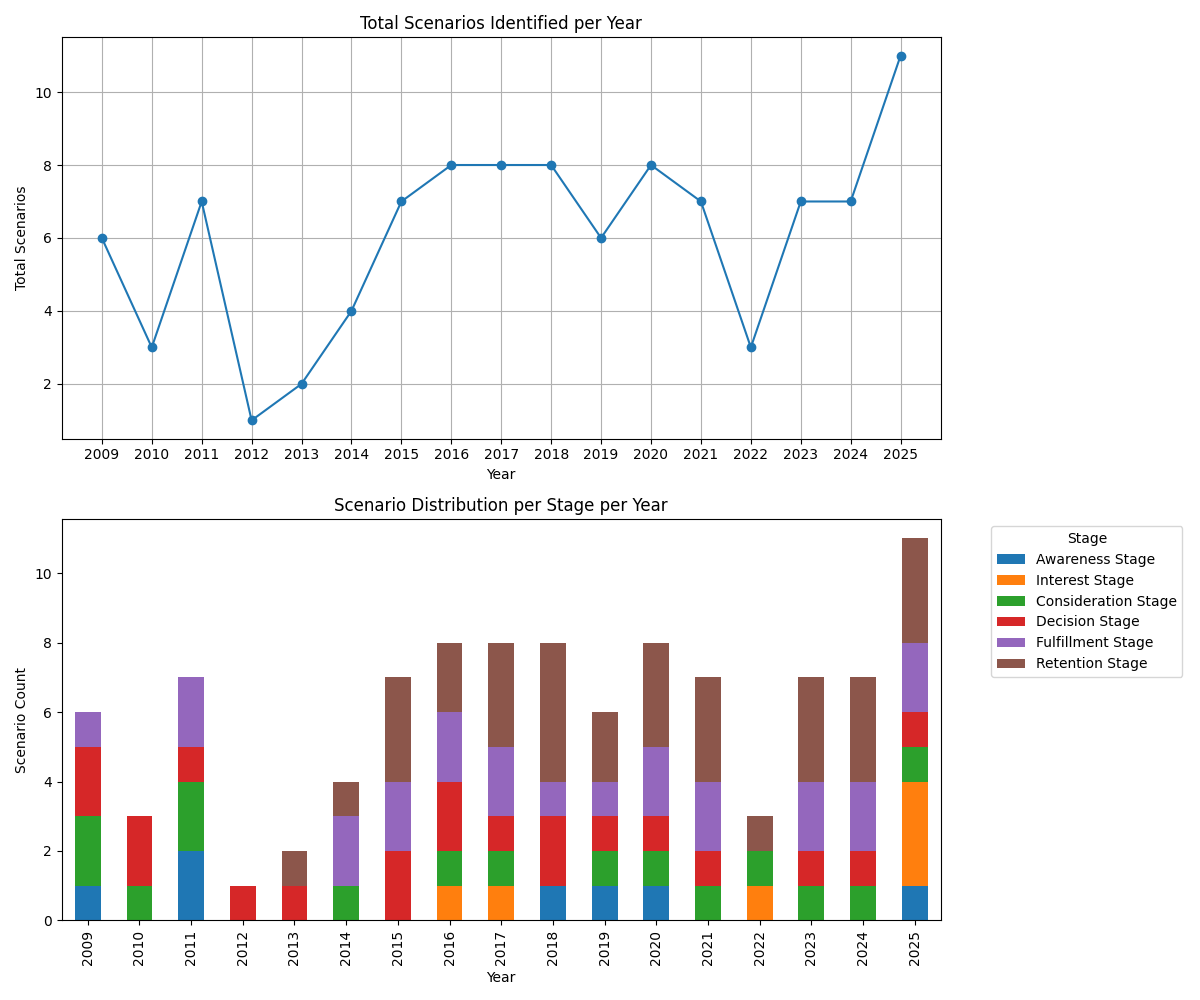 Total Scenarios Identified per Year
Total Scenarios
10
8
6
4
2
2009 2010 2011 2012 2013 2014 2015 2016 2017 2018 2019 2020 2021 2022 2023 2024 2025
Year
Scenario Distribution per Stage per Year
Scenario Count
10
8
6
4
2
0
2009 2010 2011 2012 2013 2014 2015 2016 2017 2018 2019 2020 2021 2022 2023 2024 2025
Year
Stage
Awareness Stage
Interest Stage
Consideration Stage
Decision Stage
Fulfillment Stage
Retention Stage